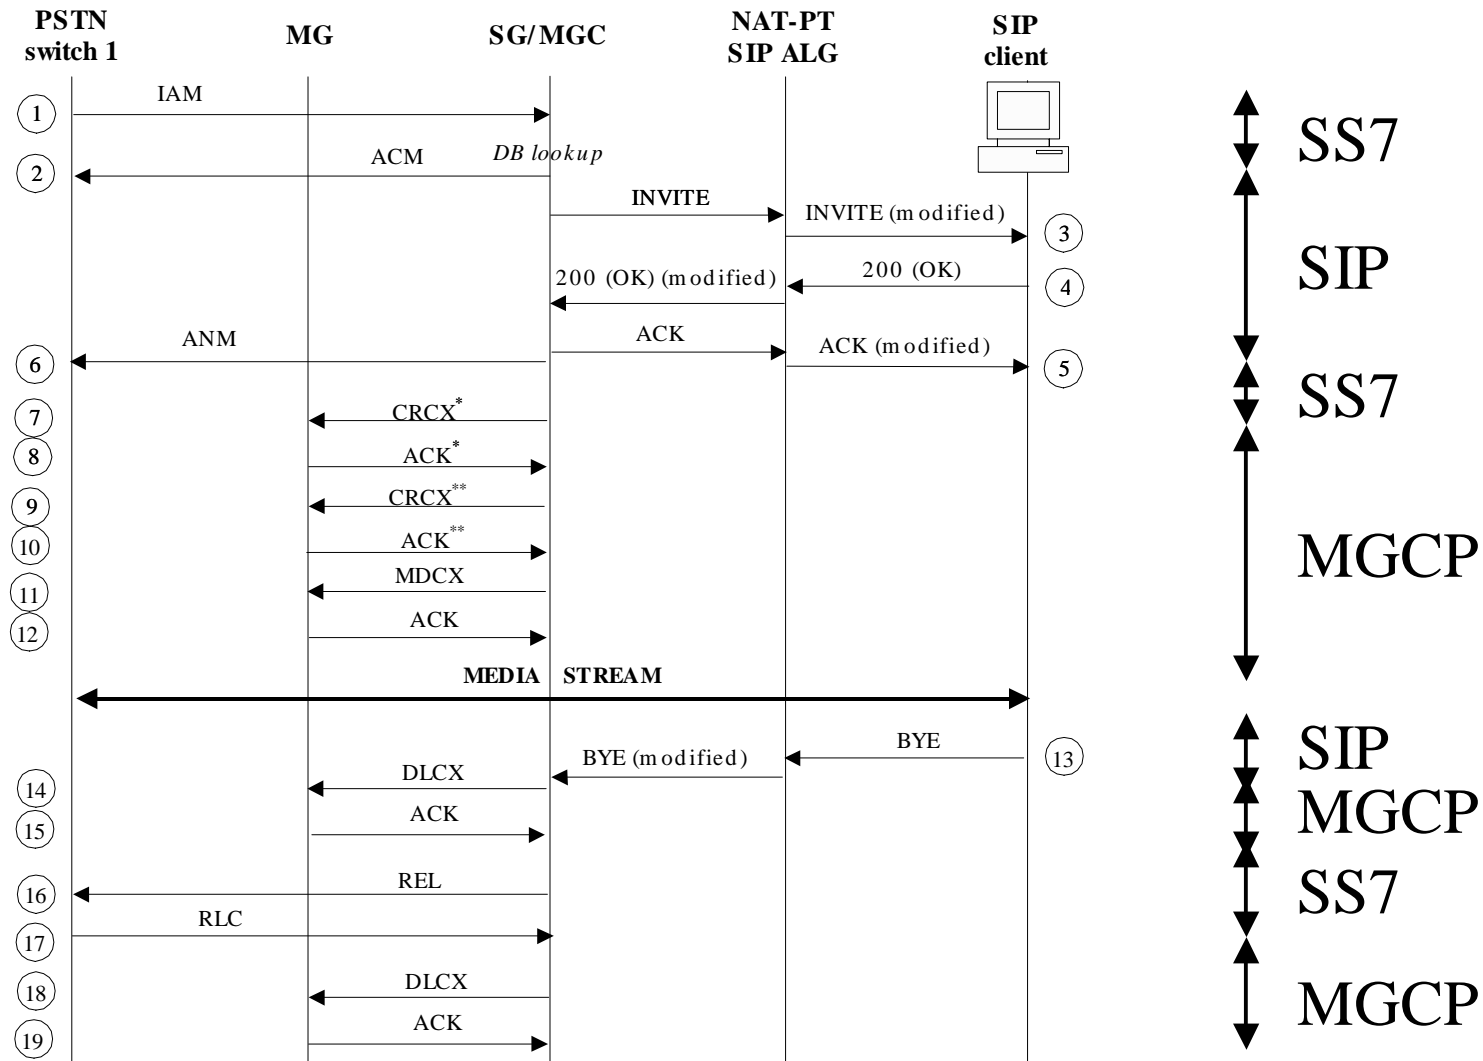 PSTN
switch 1
MG
SG/MGC
NAT-PT
SIP ALG
SIP
client
1
IAM
SS7
2
ACM
DB lookup
INVITE
INVITE (modified)
3
SIP
200 (OK) (modified)
200 (OK)
4
6
ANM
ACK
ACK (modified)
5
SS7
7
CRCX*
8
ACK*
9
CRCX**
10
ACK**
MGCP
11
MDCX
12
ACK
MEDIA STREAM
BYE (modified)
BYE
13
SIP
14
DLCX
MGCP
15
ACK
16
REL
SS7
17
RLC
18
DLCX
MGCP
19
ACK